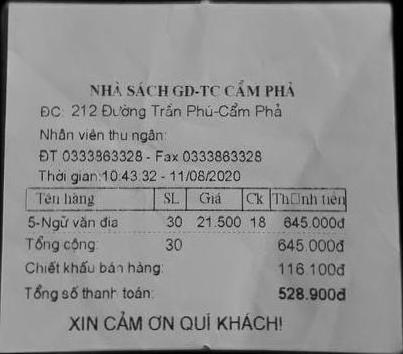 NHÀ SÁCH GD-TC CẨM PHẢ
ĐC: 212 Đường Trần Phú-Cẩm Phả
Nhân viên thu ngân:
ĐT 0333863328 - Fax 0333863328
Thời gian:10:43.32 - 11/08/2020
Tên hàng SL Giá Ck Th□nh tiền
5-Ngữ văn đia 30 21.500 18 645.000đ
Tổng cộng: 30 645.000đ
Chiết khấu bán hàng: 116.100đ
Tổng số thanh toán: 528.900đ
XIN CẢM ƠN QUÍ KHÁCH!